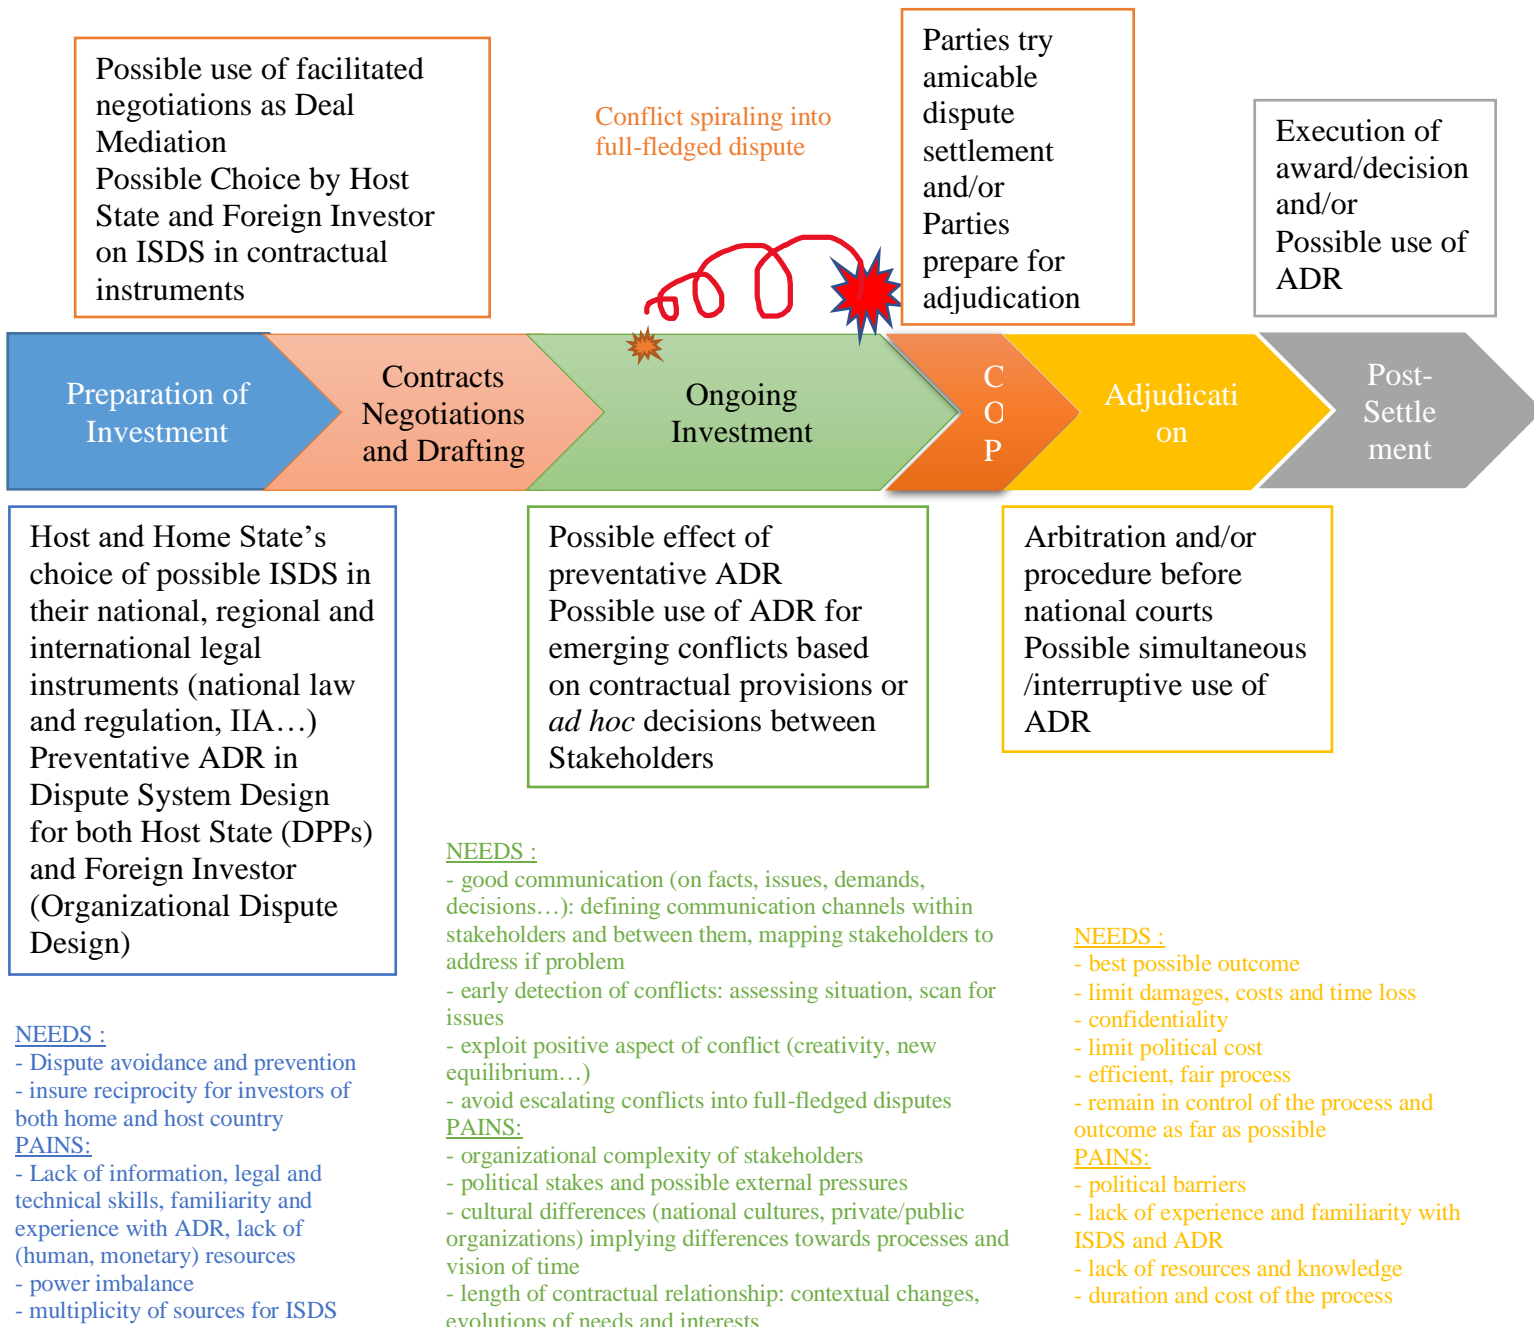 Possible use of facilitated
negotiations as Deal
Mediation
Possible Choice by Host
State and Foreign Investor
on ISDS in contractual
instruments
Conflict spiraling into
full-fledged dispute
Parties try
amicable
dispute
settlement
and/or
Parties
prepare for
adjudication
Execution of
award/decision
and/or
Possible use of
ADR
Preparation of
Investment
Contracts
Negotiations
and Drafting
Ongoing
Investment
C
O
P
Adjudicati
on
Post-
Settle
ment
Host and Home State’s
choice of possible ISDS in
their national, regional and
international legal
instruments (national law
and regulation, IIA…)
Preventative ADR in
Dispute System Design
for both Host State (DPPs)
and Foreign Investor
(Organizational Dispute
Design)
Possible effect of
preventative ADR
Possible use of ADR for
emerging conflicts based
on contractual provisions or
ad hoc decisions between
Stakeholders
Arbitration and/or
procedure before
national courts
Possible simultaneous
/interruptive use of
ADR
NEEDS :
- Dispute avoidance and prevention
- insure reciprocity for investors of
both home and host country
PAINS:
- Lack of information, legal and
technical skills, familiarity and
experience with ADR, lack of
(human, monetary) resources
- power imbalance
- multiplicity of sources for ISDS
NEEDS :
- good communication (on facts, issues, demands,
decisions…): defining communication channels within
stakeholders and between them, mapping stakeholders to
address if problem
- early detection of conflicts: assessing situation, scan for
issues
- exploit positive aspect of conflict (creativity, new
equilibrium…)
- avoid escalating conflicts into full-fledged disputes
PAINS:
- organizational complexity of stakeholders
- political stakes and possible external pressures
- cultural differences (national cultures, private/public
organizations) implying differences towards processes and
vision of time
- length of contractual relationship: contextual changes,
evolutions of needs and interests
NEEDS :
- best possible outcome
- limit damages, costs and time loss
- confidentiality
- limit political cost
- efficient, fair process
- remain in control of the process and
outcome as far as possible
PAINS:
- political barriers
- lack of experience and familiarity with
ISDS and ADR
- lack of resources and knowledge
- duration and cost of the process